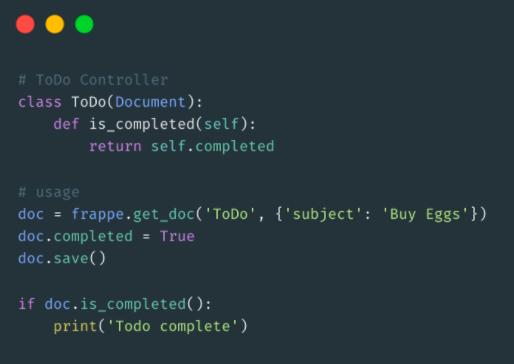 # ToDo Controller
class ToDo(Document):
    def is_completed(self):
        return self.completed

# usage
doc = frappe.get_doc('ToDo', {'subject': 'Buy Eggs'})
doc.completed = True
doc.save()

if doc.is_completed():
    print('Todo complete')